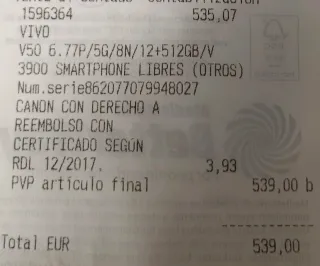 1596364 535,07
VIVO
V50 6.77P/5G/8N/12+512GB/V
3900 SMARTPHONE LIBRES (OTROS)
Num.serie862077079948027
CANON CON DERECHO A
REEMBOLSO CON
CERTIFICADO SEGÚN
RDL 12/2017. 3,93
PVP artículo final 539,00 b
Total EUR 539,00